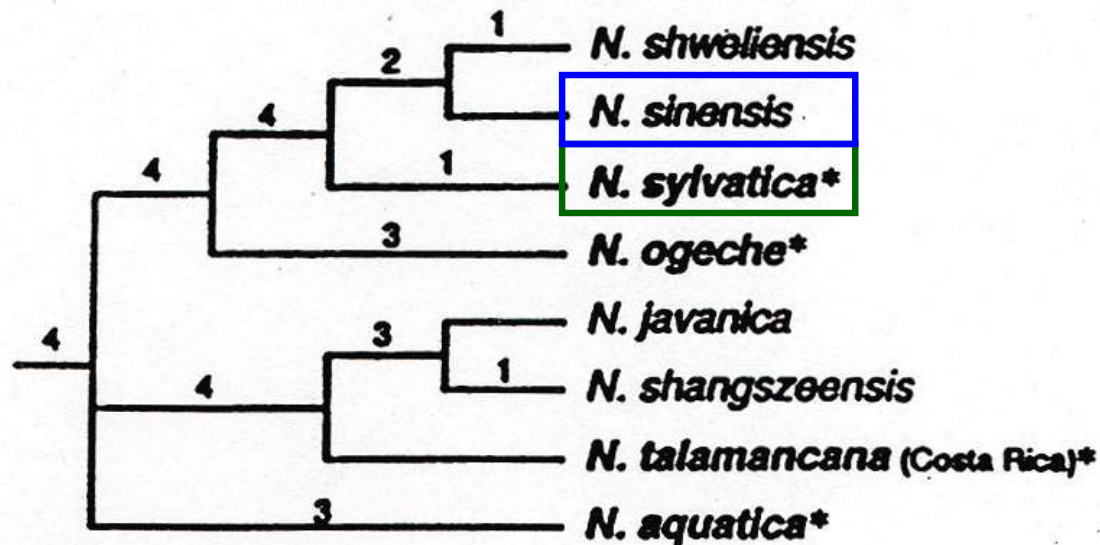 1
N. shweliensis
2
N. sinensis
4
1
N. sylvatica*
4
3
N. ogeche*
N. javanica
4
3
1
N. shangszeensis
4
N. talamancana (Costa Rica)*
3
N. aquatica*